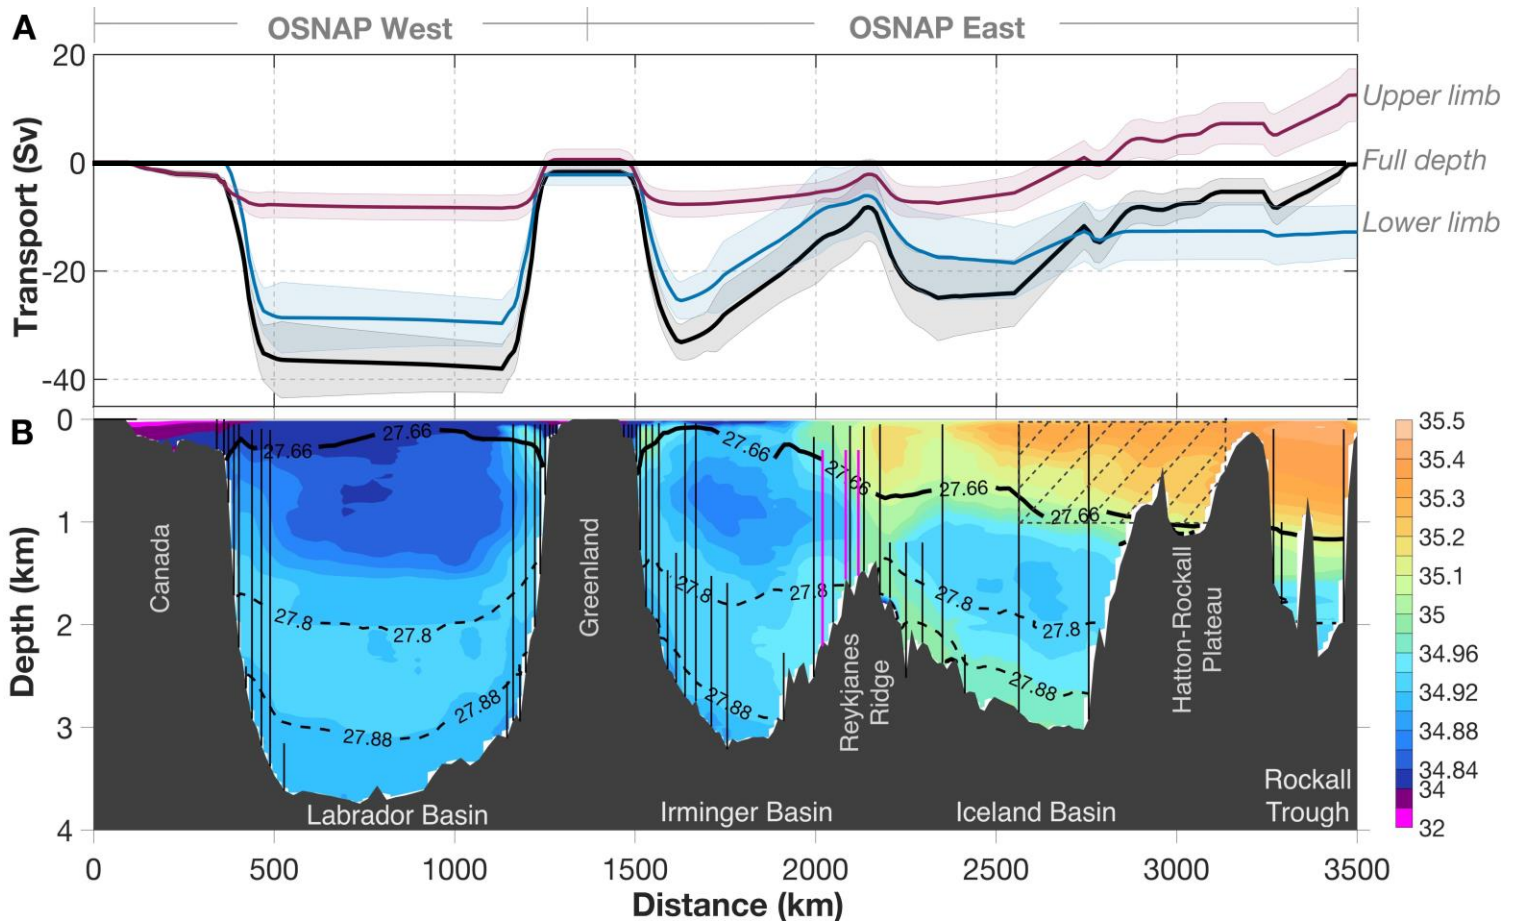 A
OSNAP West
OSNAP East
20
0
-20
-40
Transport (Sv)
Upper limb
Full depth
Lower limb
B
0
1
2
3
4
Depth (km)
27.66
27.66
27.66
27.66
27.66
27.66
27.8
27.8
27.8
27.8
27.8
27.8
27.88
27.88
27.88
27.88
Canada
Greenland
Reykjanes
Ridge
Hatton-Rockall
Plateau
Labrador Basin
Irminger Basin
Iceland Basin
Rockall
Trough
35.5
35.4
35.3
35.2
35.1
35
34.96
34.92
34.88
34.84
34
32
0
500
1000
1500
2000
2500
3000
3500
Distance (km)